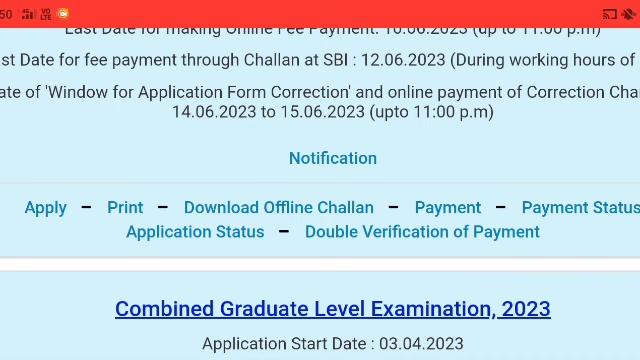 50 4G VO LTE
Last Date for making Online Fee Payment: 10.06.2023 (up to 11:00 p.m)
st Date for fee payment through Challan at SBI : 12.06.2023 (During working hours of
ate of 'Window for Application Form Correction' and online payment of Correction Cha
14.06.2023 to 15.06.2023 (upto 11:00 p.m)
Notification
Apply – Print – Download Offline Challan – Payment – Payment Status
Application Status – Double Verification of Payment
Combined Graduate Level Examination, 2023
Application Start Date : 03.04.2023